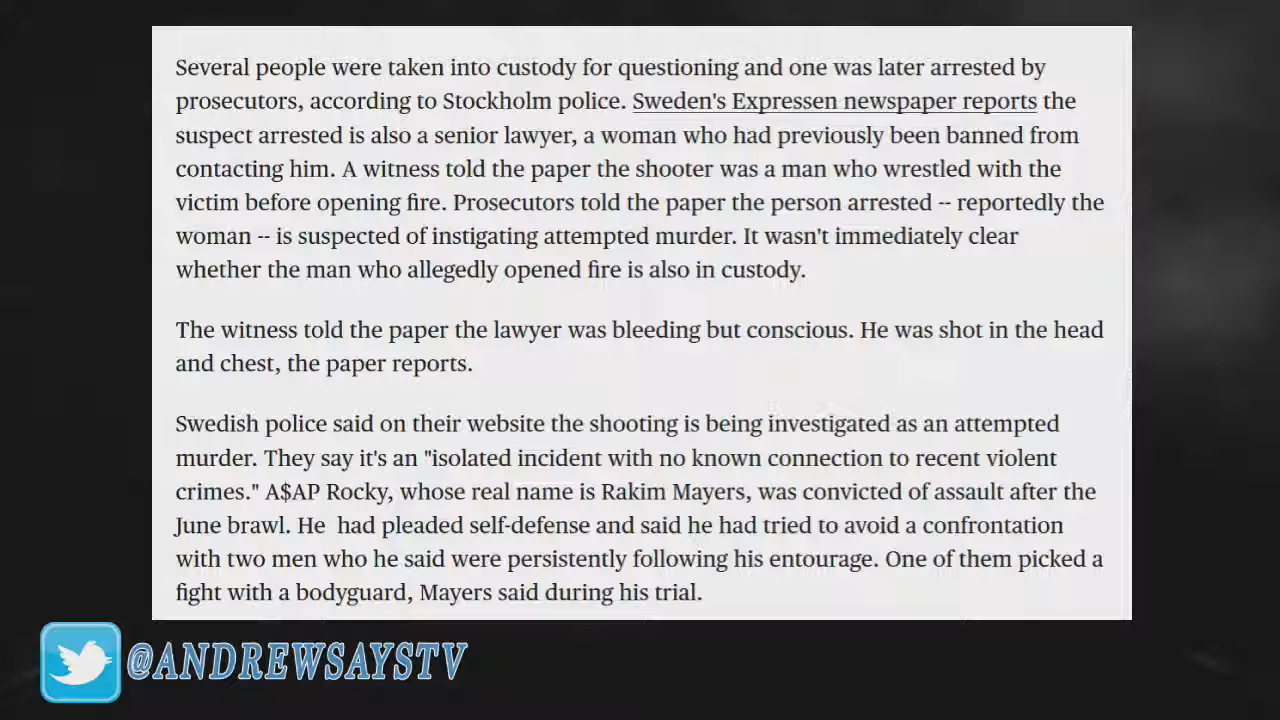 Several people were taken into custody for questioning and one was later arrested by
prosecutors, according to Stockholm police. Sweden's Expressen newspaper reports the
suspect arrested is also a senior lawyer, a woman who had previously been banned from
contacting him. A witness told the paper the shooter was a man who wrestled with the
victim before opening fire. Prosecutors told the paper the person arrested -- reportedly the
woman -- is suspected of instigating attempted murder. It wasn't immediately clear
whether the man who allegedly opened fire is also in custody.
The witness told the paper the lawyer was bleeding but conscious. He was shot in the head
and chest, the paper reports.
Swedish police said on their website the shooting is being investigated as an attempted
murder. They say it's an "isolated incident with no known connection to recent violent
crimes." A$AP Rocky, whose real name is Rakim Mayers, was convicted of assault after the
June brawl. He  had pleaded self-defense and said he had tried to avoid a confrontation
with two men who he said were persistently following his entourage. One of them picked a
fight with a bodyguard, Mayers said during his trial.
@ANDREWSAYSTV